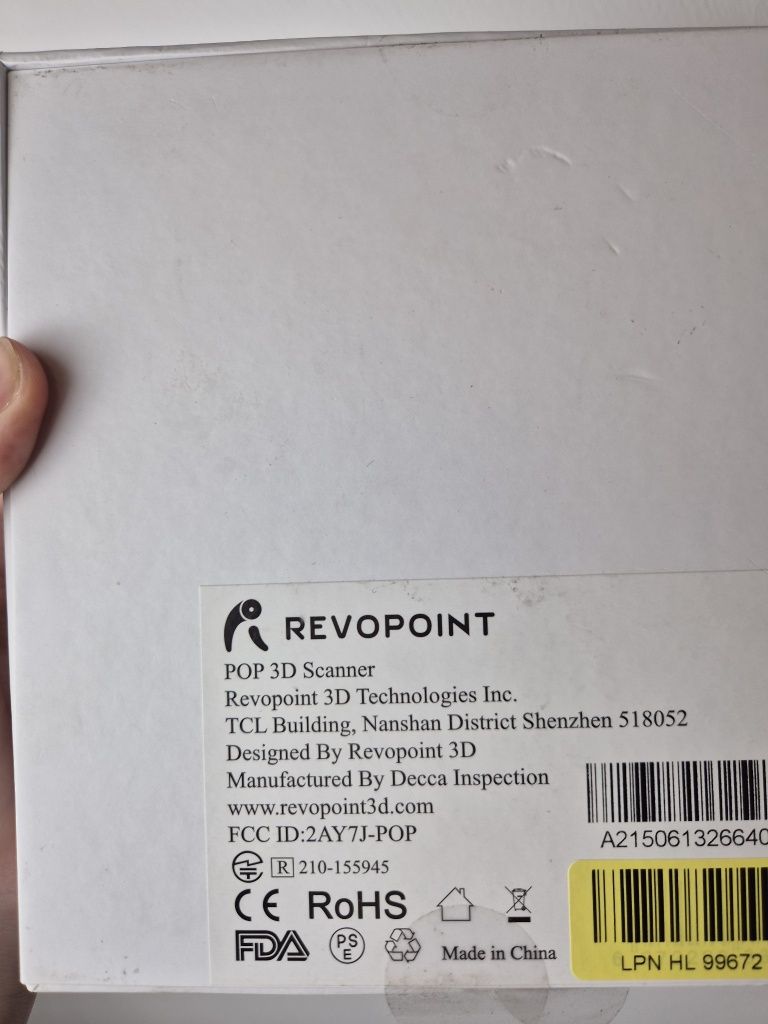 REVOPOINT
POP 3D Scanner
Revopoint 3D Technologies Inc.
TCL Building, Nanshan District Shenzhen 518052
Designed By Revopoint 3D
Manufactured By Decca Inspection
www.revopoint3d.com
FCC ID:2AY7J-POP
R 210-155945
A215061326640
CE RoHS
FDA PS E Made in China
LPN HL 99672